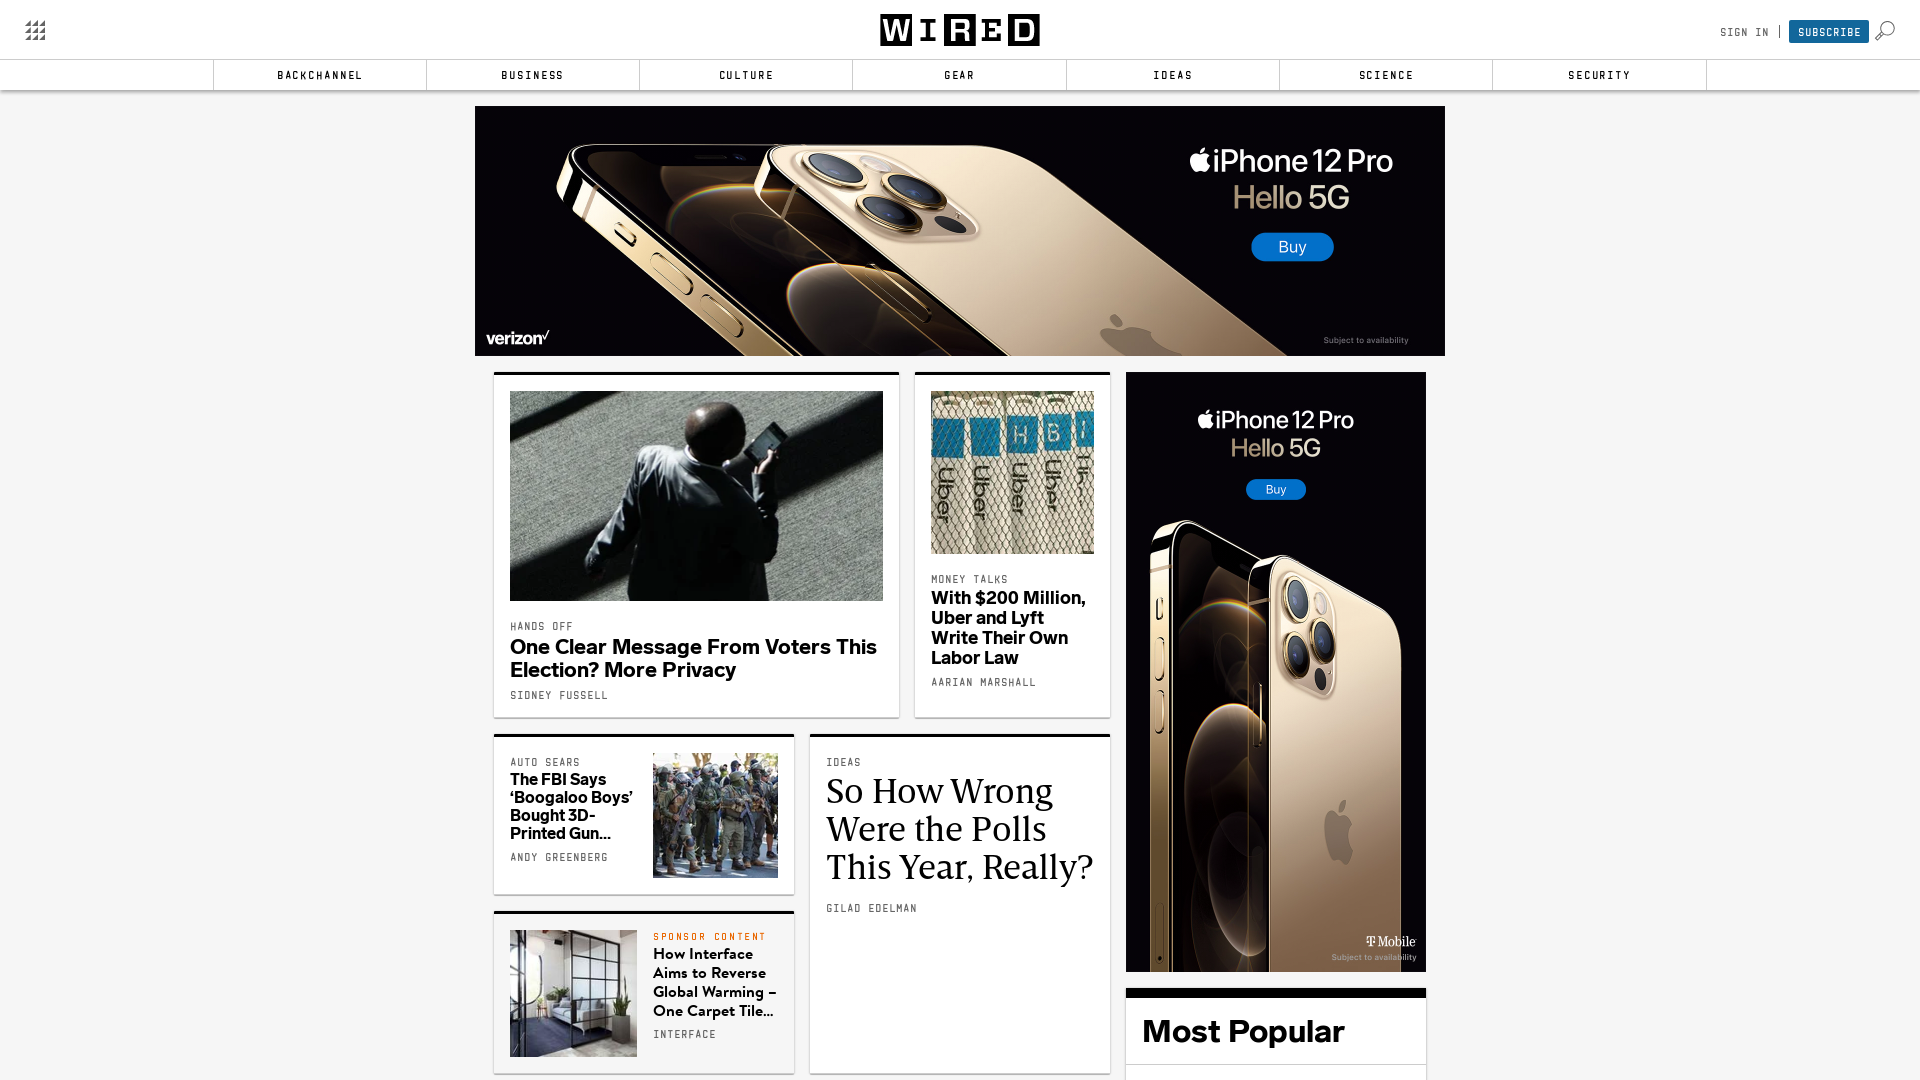 WIRED
SIGN IN
SUBSCRIBE
BACKCHANNEL
BUSINESS
CULTURE
GEAR
IDEAS
SCIENCE
SECURITY
iPhone 12 Pro
Hello 5G
Buy
verizon✓
Subject to availability
HANDS OFF
One Clear Message From Voters This
Election? More Privacy
SIDNEY FUSSELL
H B I
Uber Uber Uber Uber
MONEY TALKS
With $200 Million,
Uber and Lyft
Write Their Own
Labor Law
AARIAN MARSHALL
iPhone 12 Pro
Hello 5G
Buy
T Mobile
Subject to availability
AUTO SEARS
The FBI Says
‘Boogaloo Boys’
Bought 3D-
Printed Gun...
ANDY GREENBERG
IDEAS
So How Wrong
Were the Polls
This Year, Really?
GILAD EDELMAN
SPONSOR CONTENT
How Interface
Aims to Reverse
Global Warming –
One Carpet Tile...
INTERFACE
Most Popular